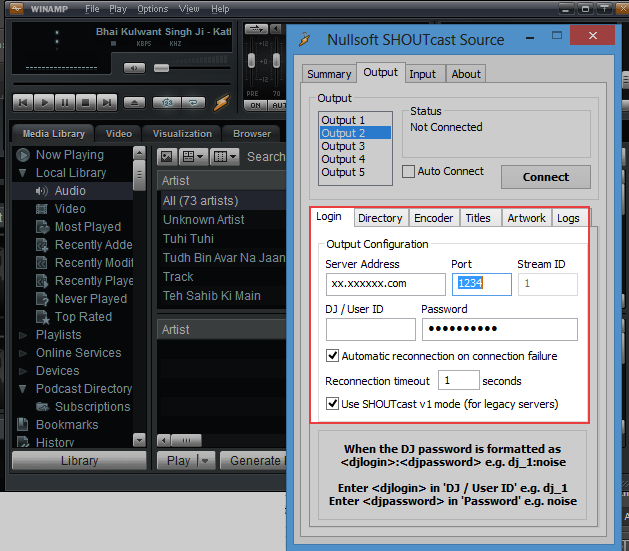 WINAMP File Play Options View Help
Bhai Kulwant Singh Ji - Kath
KBPS KHZ
PRE 70
ON AUTO
Media Library Video Visualization Browser
Now Playing
Local Library
Audio
Video
Most Played
Recently Adde
Recently Modif
Recently Playe
Never Played
Top Rated
Playlists
Online Services
Devices
Podcast Directory
Subscriptions
Bookmarks
History
Library
Search
Artist
All (73 artists)
Unknown Artist
Tuhi Tuhi
Tudh Bin Avar Na Jaan
Track
Teh Sahib Ki Main
Artist
Play Generate
Nullsoft SHOUTcast Source
Summary Output Input About
Output
Output 1
Output 2
Output 3
Output 4
Output 5
Status
Not Connected
Auto Connect
Connect
Login Directory Encoder Titles Artwork Logs
Output Configuration
Server Address Port Stream ID
xx.xxxxxx.com 1234 1
DJ / User ID Password
●●●●●●●●●●
Automatic reconnection on connection failure
Reconnection timeout 1 seconds
Use SHOUTcast v1 mode (for legacy servers)
When the DJ password is formatted as
<djlogin>:<djpassword> e.g. dj_1:noise
Enter <djlogin> in 'DJ / User ID' e.g. dj_1
Enter <djpassword> in 'Password' e.g. noise